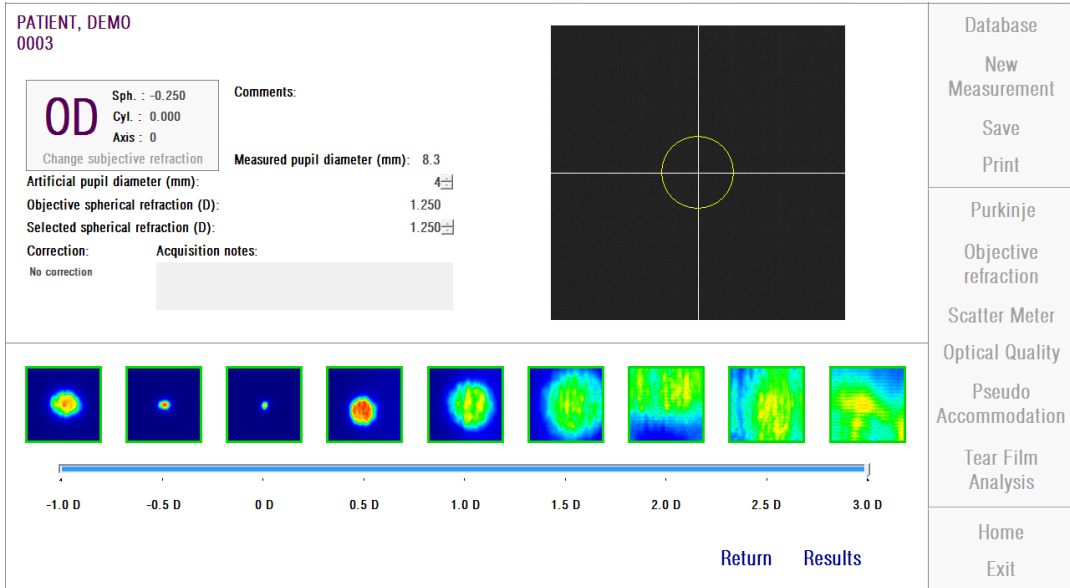 PATIENT, DEMO
0003
OD
Sph. : -0.250
Cyl. : 0.000
Axis : 0
Change subjective refraction
Comments:
Measured pupil diameter (mm): 8.3
Artificial pupil diameter (mm): 4
Objective spherical refraction (D): 1.250
Selected spherical refraction (D): 1.250
Correction: Acquisition notes:
No correction
-1.0 D -0.5 D 0 D 0.5 D 1.0 D 1.5 D 2.0 D 2.5 D 3.0 D
Return Results
Database
New
Measurement
Save
Print
Purkinje
Objective
refraction
Scatter Meter
Optical Quality
Pseudo
Accommodation
Tear Film
Analysis
Home
Exit